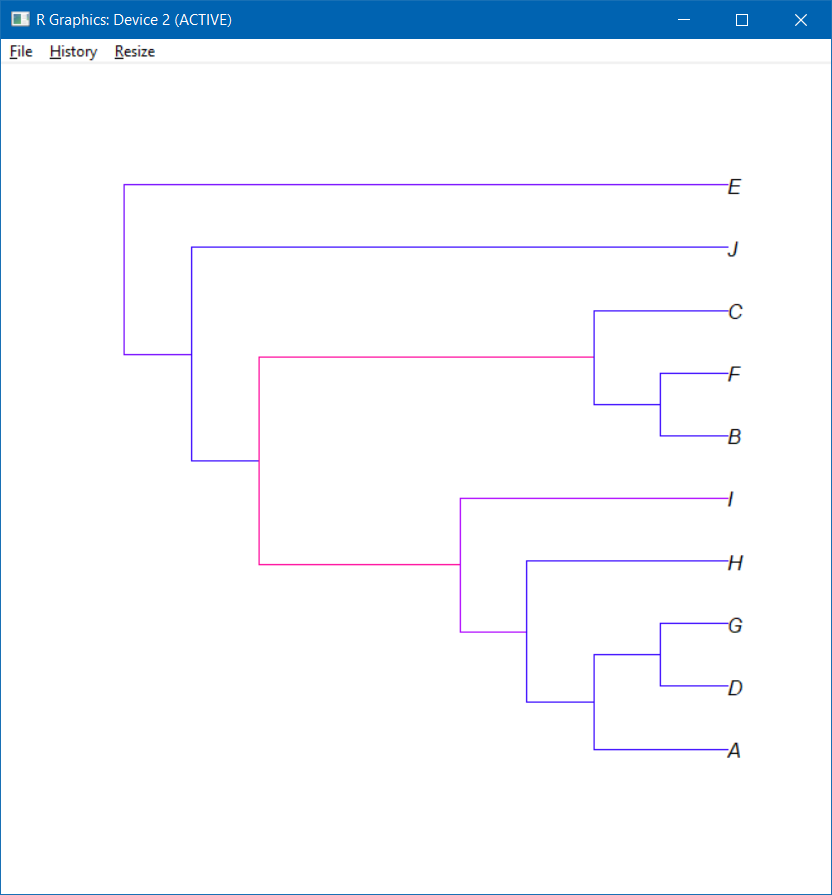 R Graphics: Device 2 (ACTIVE)
File History Resize
E
J
C
F
B
I
H
G
D
A